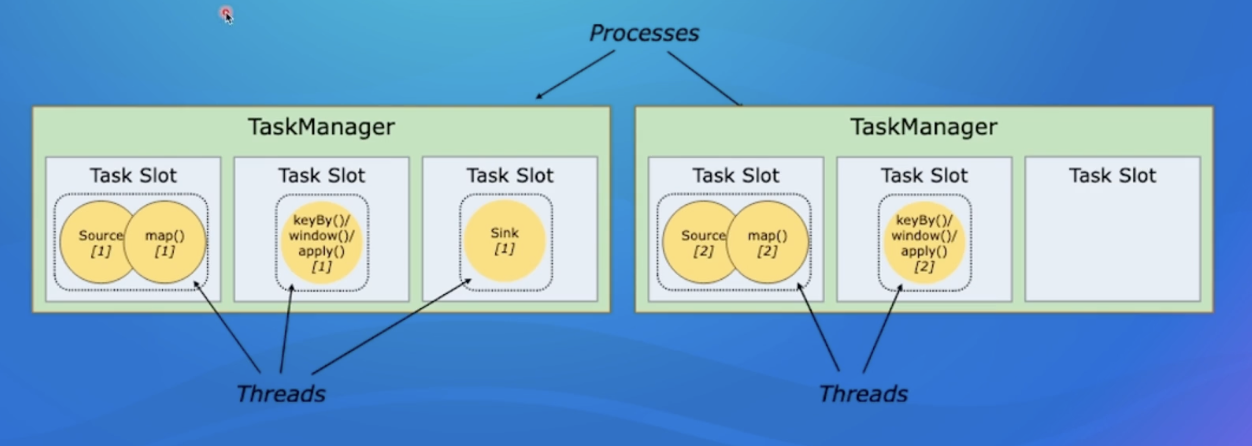 Processes
TaskManager
Task Slot
Source
[1]
map()
[1]
Task Slot
keyBy()/
window()/
apply()
[1]
Task Slot
Sink
[1]
TaskManager
Task Slot
Source
[2]
map()
[2]
Task Slot
keyBy()/
window()/
apply()
[2]
Task Slot
Threads
Threads